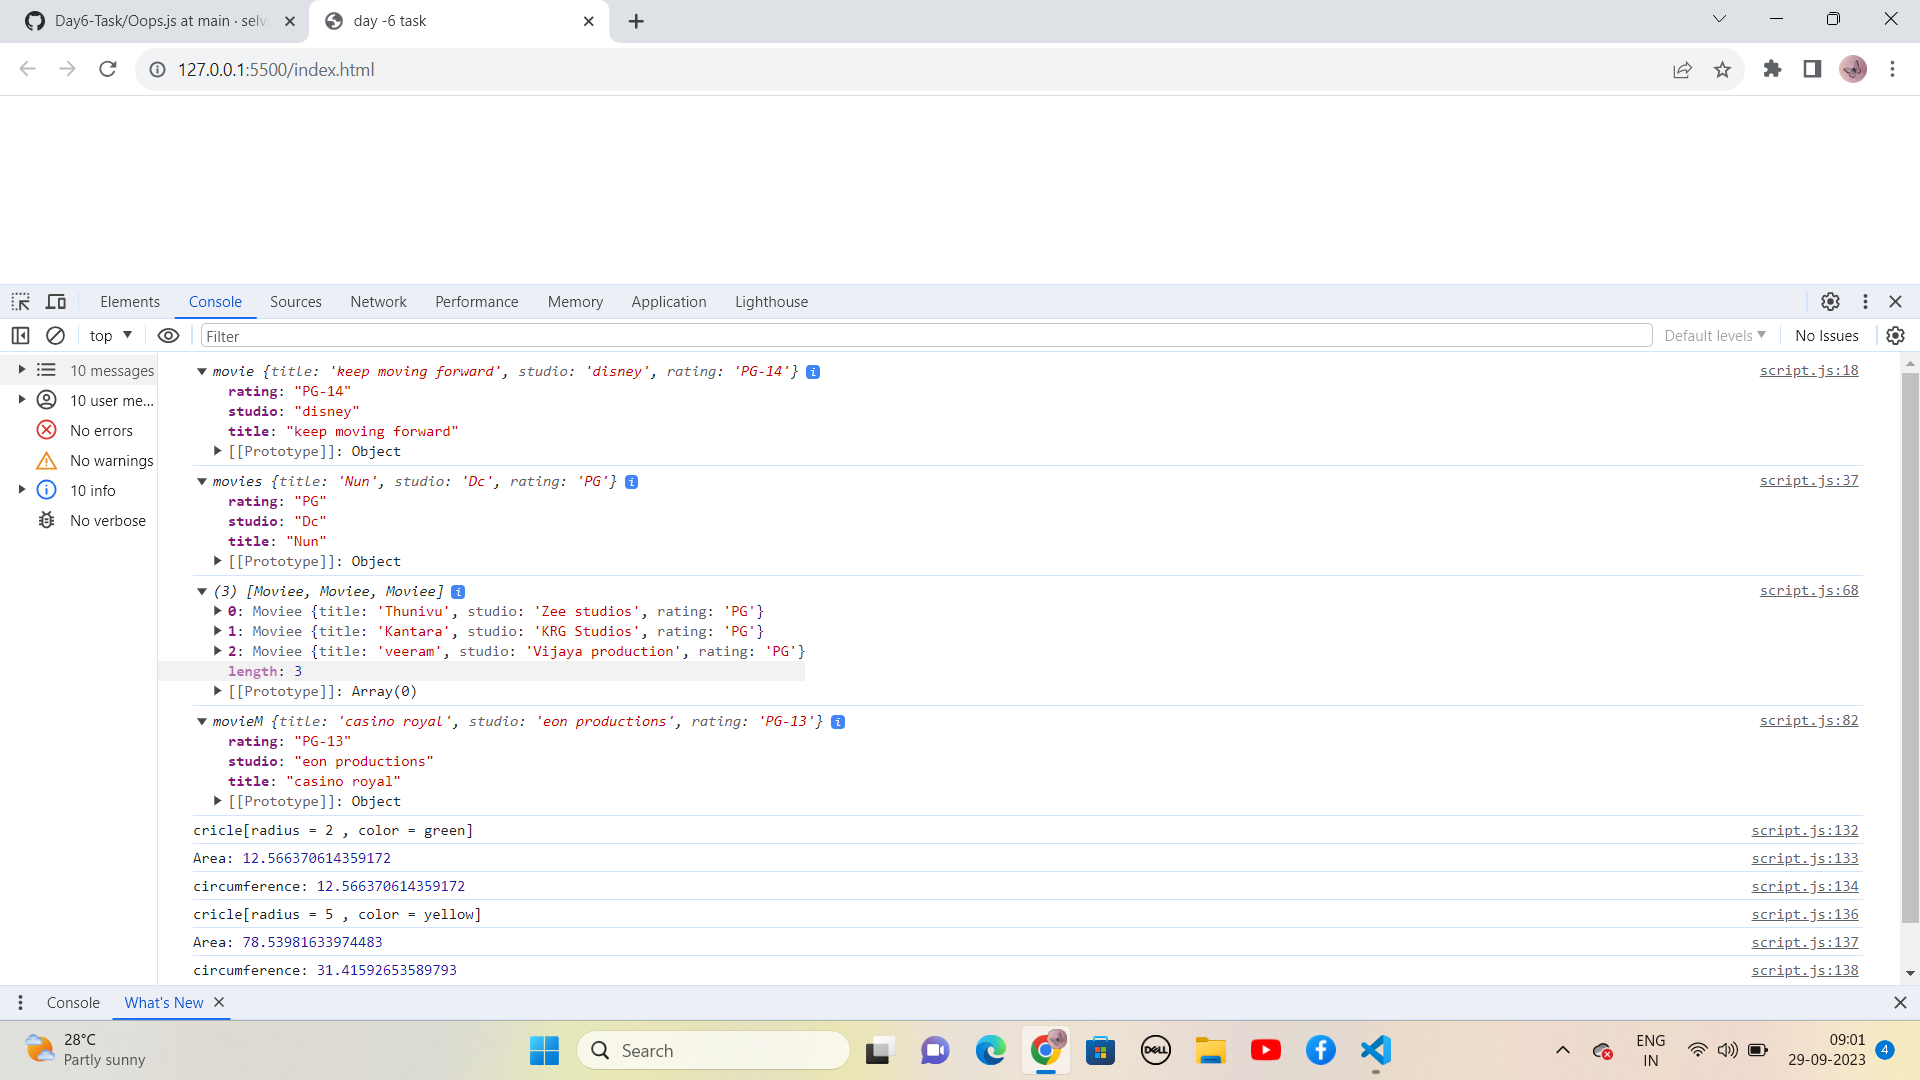 Day6-Task/Oops.js at main · selv
day -6 task
127.0.0.1:5500/index.html
Elements Console Sources Network Performance Memory Application Lighthouse
top Filter Default levels No Issues
10 messages
10 user me...
No errors
No warnings
10 info
No verbose
movie {title: 'keep moving forward', studio: 'disney', rating: 'PG-14'} i script.js:18
rating: "PG-14"
studio: "disney"
title: "keep moving forward"
[[Prototype]]: Object
movies {title: 'Nun', studio: 'Dc', rating: 'PG'} i script.js:37
rating: "PG"
studio: "Dc"
title: "Nun"
[[Prototype]]: Object
(3) [Moviee, Moviee, Moviee] i script.js:68
0: Moviee {title: 'Thunivu', studio: 'Zee studios', rating: 'PG'}
1: Moviee {title: 'Kantara', studio: 'KRG Studios', rating: 'PG'}
2: Moviee {title: 'veeram', studio: 'Vijaya production', rating: 'PG'}
length: 3
[[Prototype]]: Array(0)
movieM {title: 'casino royal', studio: 'eon productions', rating: 'PG-13'} i script.js:82
rating: "PG-13"
studio: "eon productions"
title: "casino royal"
[[Prototype]]: Object
cricle[radius = 2 , color = green] script.js:132
Area: 12.566370614359172 script.js:133
circumference: 12.566370614359172 script.js:134
cricle[radius = 5 , color = yellow] script.js:136
Area: 78.53981633974483 script.js:137
circumference: 31.41592653589793 script.js:138
Console What's New
28°C
Partly sunny
Search
DELL
ENG
IN
09:01
29-09-2023
4